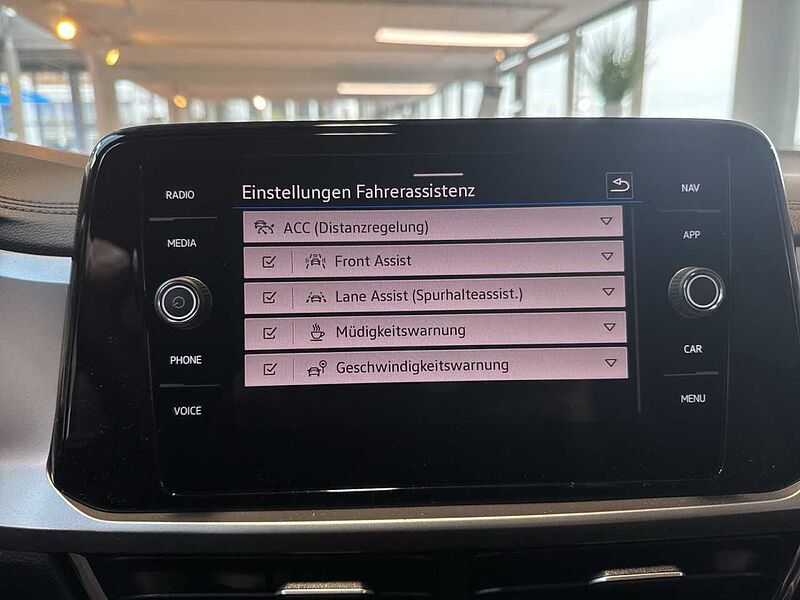 RADIO
MEDIA
PHONE
VOICE
Einstellungen Fahrerassistenz
ACC (Distanzregelung)
Front Assist
Lane Assist (Spurhalteassist.)
Müdigkeitswarnung
Geschwindigkeitswarnung
NAV
APP
CAR
MENU